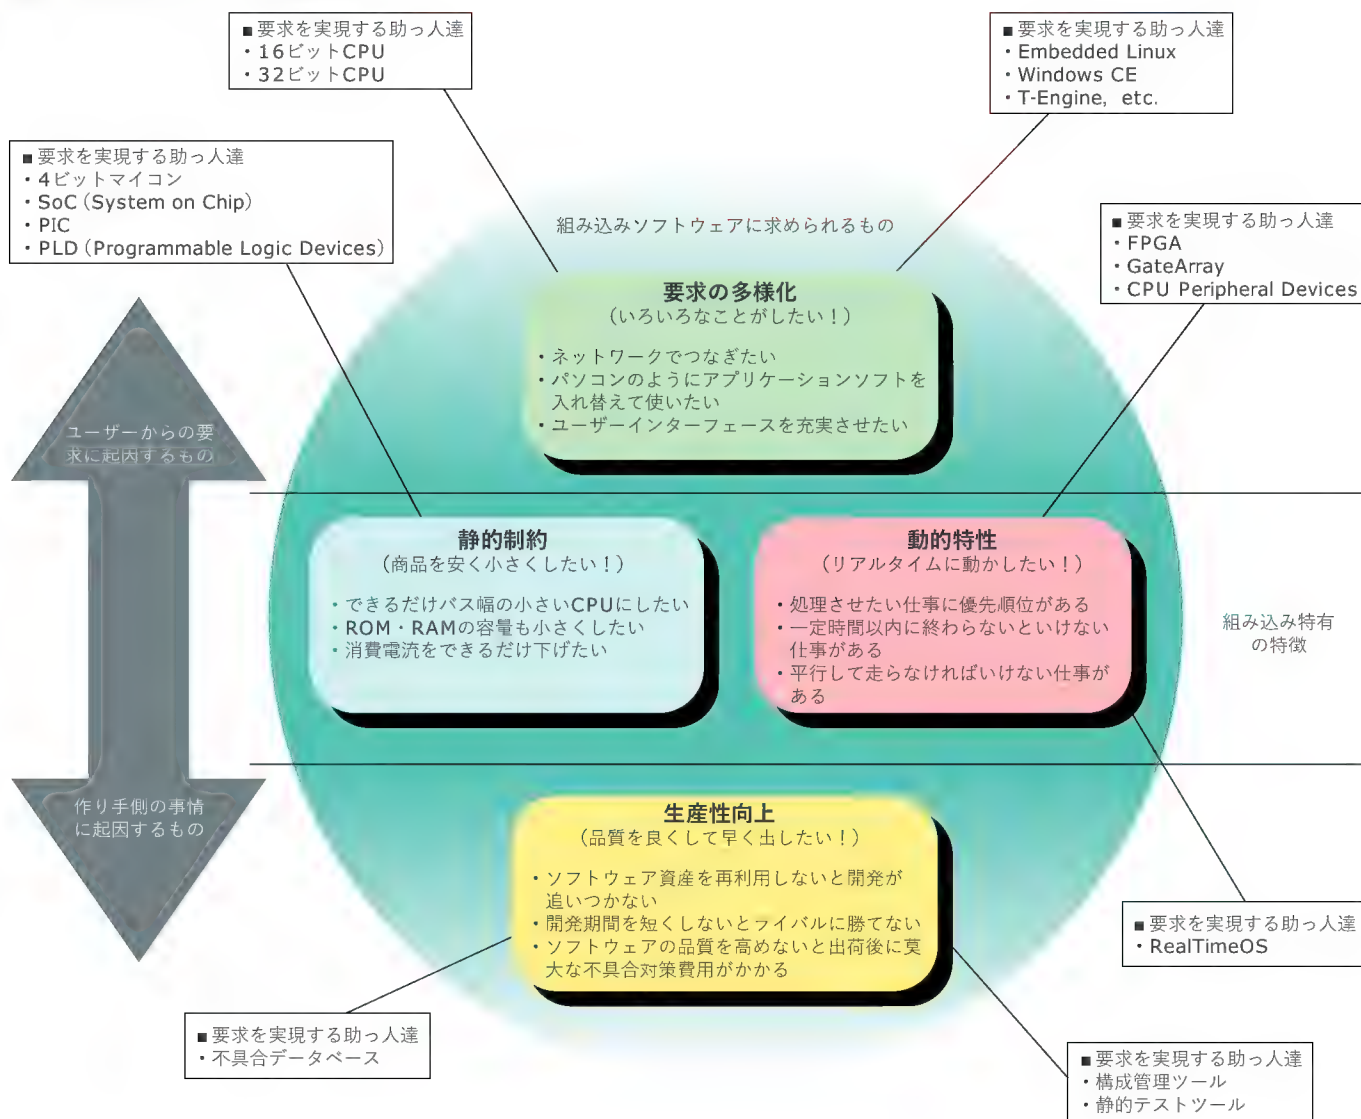 ■要求を実現する助っ人達
・16ビットCPU
・32ビットCPU
■要求を実現する助っ人達
・Embedded Linux
・Windows CE
・T-Engine, etc.
■要求を実現する助っ人達
・4ビットマイコン
・SoC(System on Chip)
・PIC
・PLD(Programmable Logic Devices)
■要求を実現する助っ人達
・FPGA
・GateArray
・CPU Peripheral Devices
組み込みソフトウェアに求められるもの
要求の多様化
(いろいろなことがしたい!)
・ネットワークでつなぎたい
・パソコンのようにアプリケーションソフトを
入れ替えて使いたい
・ユーザーインターフェースを充実させたい
ユーザーからの要
求に起因するもの
静的制約
(商品を安く小さくしたい!)
・できるだけバス幅の小さいCPUにしたい
・ROM・RAMの容量も小さくしたい
・消費電流をできるだけ下げたい
動的特性
(リアルタイムに動かしたい!)
・処理させたい仕事に優先順位がある
・一定時間以内に終わらないといけない
仕事がある
・平行して走らなければいけない仕事が
ある
組み込み特有
の特徴
作り手側の事情
に起因するもの
生産性向上
(品質を良くして早く出したい!)
・ソフトウェア資産を再利用しないと開発が
追いつかない
・開発期間を短くしないとライバルに勝てない
・ソフトウェアの品質を高めないと出荷後に莫
大な不具合対策費用がかかる
■要求を実現する助っ人達
・RealTimeOS
■要求を実現する助っ人達
・不具合データベース
■要求を実現する助っ人達
・構成管理ツール
・静的テストツール